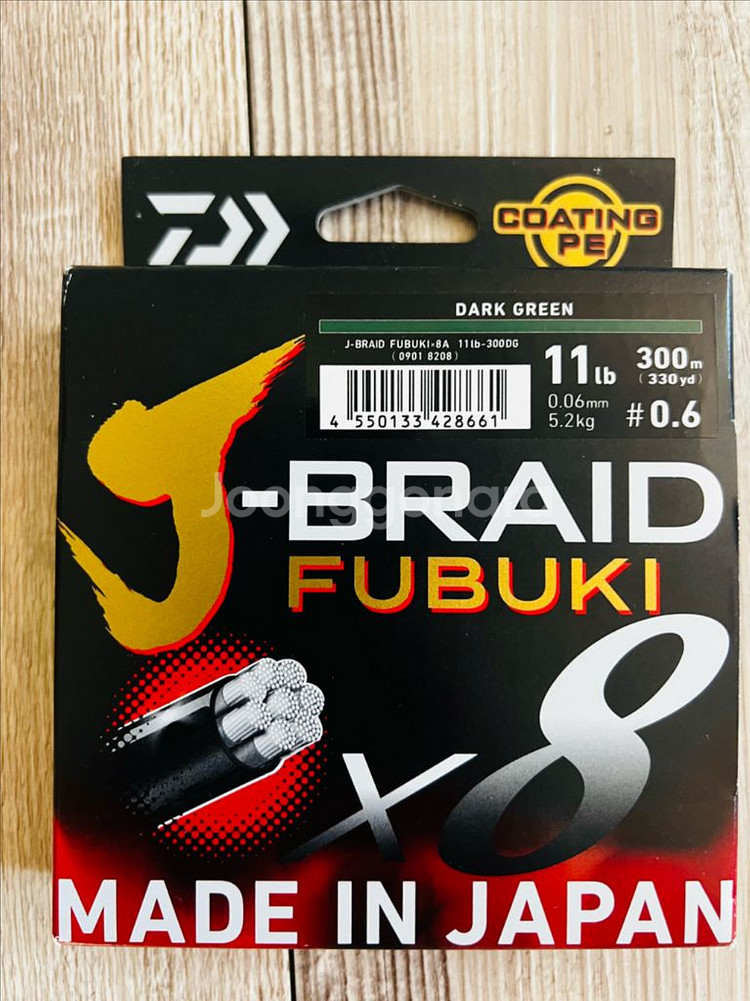 COATING
PE
DARK GREEN
J-BRAID FUBUKI×8A 11lb-300DG
(0901 8208)
11lb
0.06mm
5.2kg
300m
(330yd)
#0.6
4 550133 428661
J-BRAID
Joonggonara
FUBUKI
x8
MADE IN JAPAN